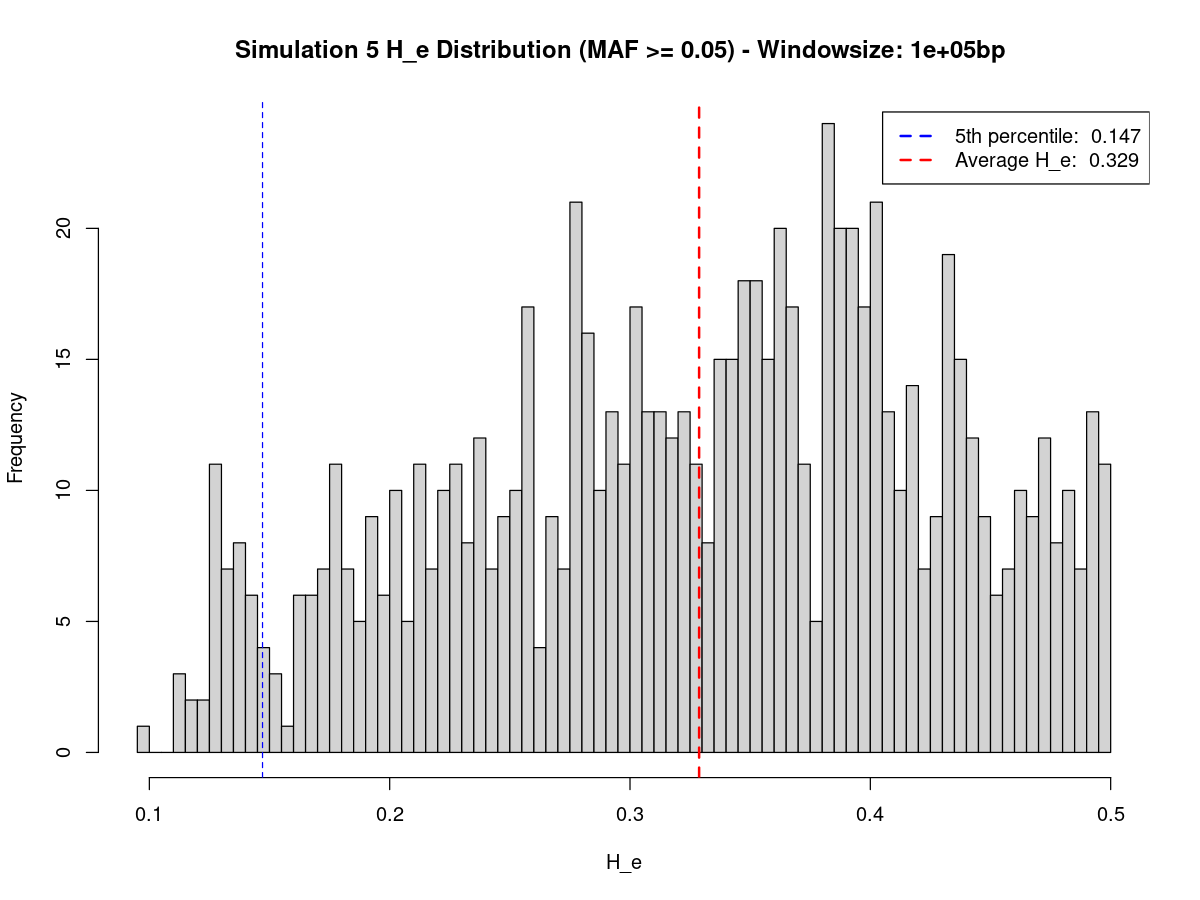 Simulation 5 H_e Distribution (MAF >= 0.05) - Windowsize: 1e+05bp
5th percentile: 0.147
Average H_e: 0.329
Frequency
20
15
10
5
0
0.1 0.2 0.3 0.4 0.5
H_e